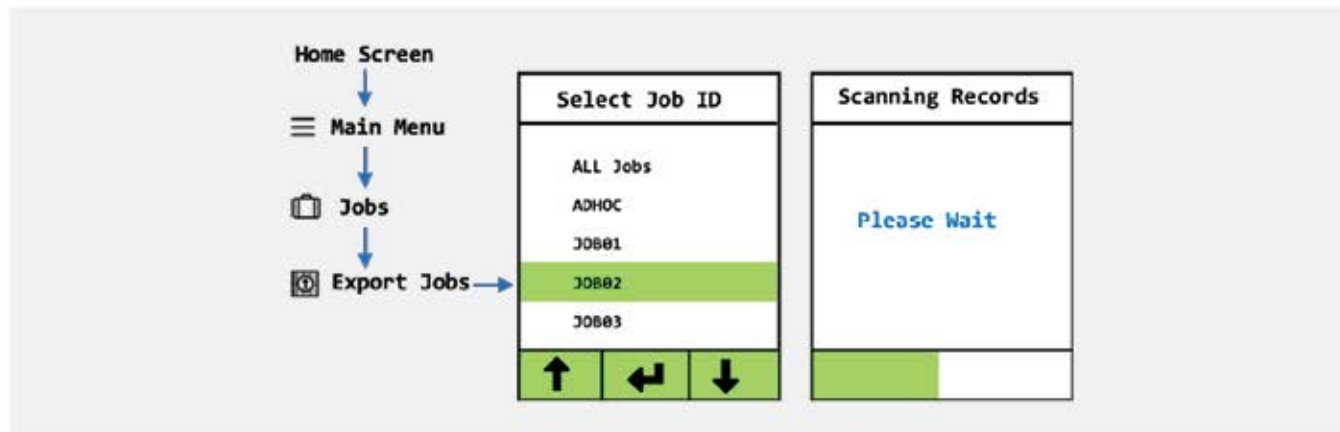 Home Screen
Main Menu
Jobs
Export Jobs
Select Job ID
ALL Jobs
ADHOC
JOB01
JOB02
JOB03
Scanning Records
Please Wait